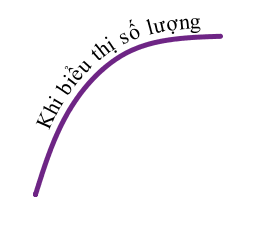 Khi biểu thị số lượng